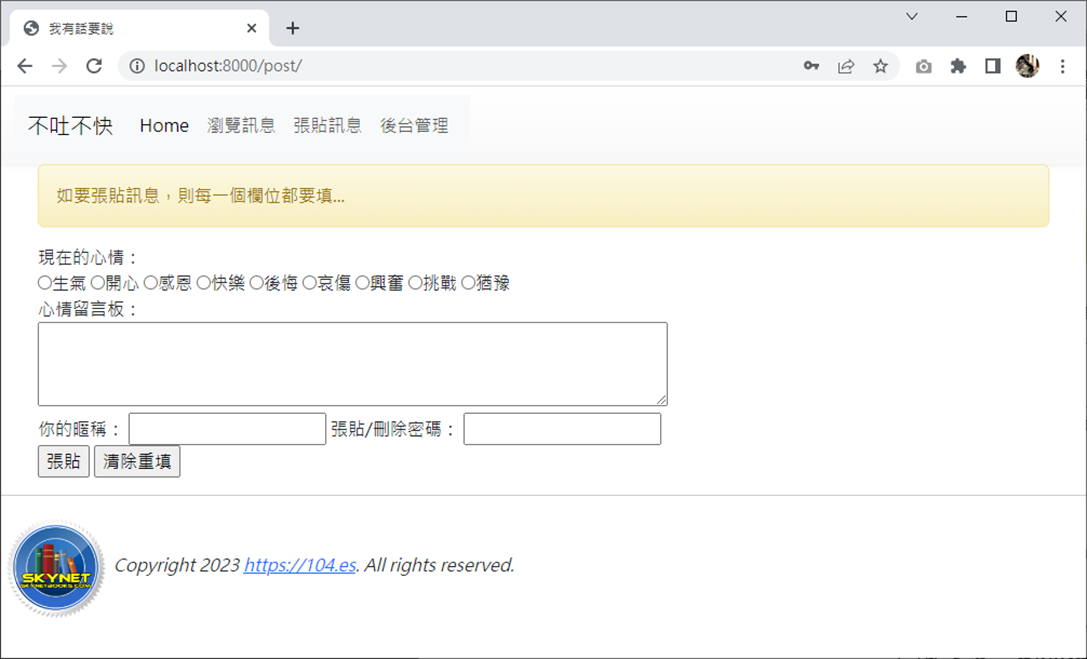 我有話要說
localhost:8000/post/
不吐不快 Home 瀏覽訊息 張貼訊息 後台管理
如要張貼訊息，則每一個欄位都要填...
現在的心情：
生氣 開心 感恩 快樂 後悔 哀傷 興奮 挑戰 猶豫
心情留言板：
你的暱稱： 張貼/刪除密碼：
張貼 清除重填
SKYNET
SKYNETBOOKS.COM
Copyright 2023 https://104.es. All rights reserved.